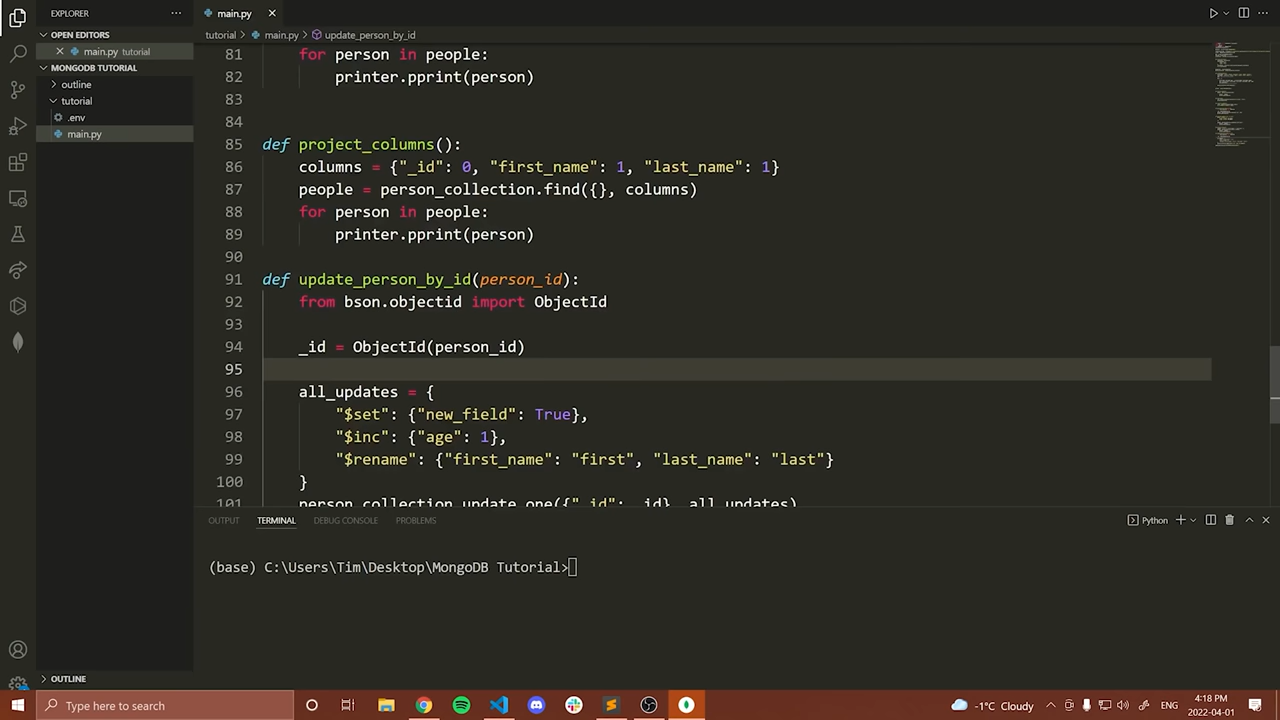 EXPLORER
···
main.py
OPEN EDITORS
main.py tutorial
tutorial > main.py > update_person_by_id
MONGODB TUTORIAL
outline
tutorial
.env
main.py
81 for person in people:
82 printer.pprint(person)
83
84
85 def project_columns():
86 columns = {"_id": 0, "first_name": 1, "last_name": 1}
87 people = person_collection.find({}, columns)
88 for person in people:
89 printer.pprint(person)
90
91 def update_person_by_id(person_id):
92 from bson.objectid import ObjectId
93
94 _id = ObjectId(person_id)
95
96 all_updates = {
97 "$set": {"new_field": True},
98 "$inc": {"age": 1},
99 "$rename": {"first_name": "first", "last_name": "last"}
100 }
101 person_collection.update_one({"_id": _id}, all_updates)
OUTPUT TERMINAL DEBUG CONSOLE PROBLEMS
Python
(base) C:\Users\Tim\Desktop\MongoDB Tutorial>
OUTLINE
Type here to search
-1°C Cloudy
ENG
4:18 PM
2022-04-01